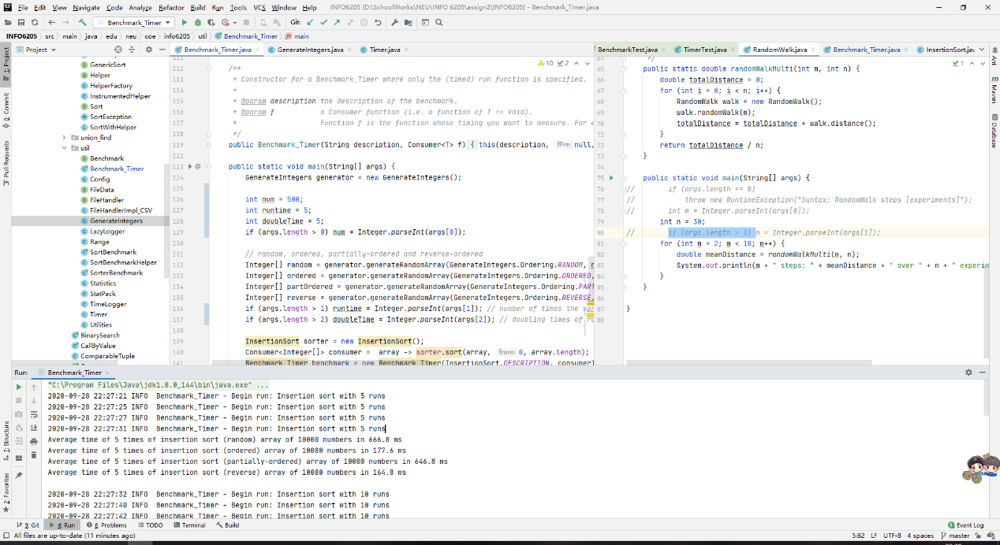 File Edit View Navigate Code Analyze Refactor Build Run Tools VCS Window Help INFO6205 [D:\SchoolWorks\NEU\INFO 6205\assign2\INFO6205] - Benchmark_Timer.java
Benchmark_Timer Git:
INFO6205 src main java edu neu coe info6205 util Benchmark_Timer main
Project
Benchmark_Timer.java GenerateIntegers.java Timer.java
BenchmarkTest.java TimerTest.java RandomWalk.java Benchmark_Timer.java InsertionSort.java
1: Project
0: Commit
Pull Requests
Z: Structure
2: Favorites
Ant
Maven
Database
GenericSort
Helper
HelperFactory
InstrumentedHelper
Sort
SortException
SortWithHelper
union_find
util
Benchmark
Benchmark_Timer
Config
FileData
FileHandler
FileHandlerImpl_CSV
GenerateIntegers
LazyLogger
Range
SortBenchmark
SortBenchmarkHelper
SorterBenchmark
Statistics
StatPack
TimeLogger
Timer
Utilities
BinarySearch
CallByValue
ComparableTuple
10 2
111
112 /**
113 * Constructor for a Benchmark_Timer where only the (timed) run function is specified.
114 *
115 * @param description the description of the benchmark.
116 * @param f a Consumer function (i.e. a function of T => Void).
117 * Function f is the function whose timing you want to measure. For e
118 */
119 public Benchmark_Timer(String description, Consumer<T> f) { this(description, fPre: null,
122
123 public static void main(String[] args) {
124 GenerateIntegers generator = new GenerateIntegers();
125
126 int num = 500;
127 int runtime = 5;
128 int doubleTime = 5;
129 if (args.length > 0) num = Integer.parseInt(args[0]);
130
131 // random, ordered, partially-ordered and reverse-ordered
132 Integer[] random = generator.generateRandomArray(GenerateIntegers.Ordering.RANDOM, n
133 Integer[] ordered = generator.generateRandomArray(GenerateIntegers.Ordering.ORDERED,
134 Integer[] partOrdered = generator.generateRandomArray(GenerateIntegers.Ordering.PART
135 Integer[] reverse = generator.generateRandomArray(GenerateIntegers.Ordering.REVERSE,
136 if (args.length > 1) runtime = Integer.parseInt(args[1]); // number of times the sor
137 if (args.length > 2) doubleTime = Integer.parseInt(args[2]); // doubling times of ru
138
139 InsertionSort sorter = new InsertionSort();
140 Consumer<Integer[]> consumer = array -> sorter.sort(array, from: 0, array.length);
141 Benchmark_Timer benchmark = new Benchmark_Timer(InsertionSort.DESCRIPTION, consumer)
1
64 */
65 public static double randomWalkMulti(int m, int n) {
66 double totalDistance = 0;
67 for (int i = 0; i < n; i++) {
68 RandomWalk walk = new RandomWalk();
69 walk.randomWalk(m);
70 totalDistance = totalDistance + walk.distance();
71 }
72 return totalDistance / n;
73 }
74
75 public static void main(String[] args) {
76 // if (args.length == 0)
77 // throw new RuntimeException("Syntax: RandomWalk steps [experiments]");
78 // int m = Integer.parseInt(args[0]);
79 int n = 30;
80 // if (args.length > 1) n = Integer.parseInt(args[1]);
81 for (int m = 2; m < 10; m++) {
82 double meanDistance = randomWalkMulti(m, n);
83 System.out.println(m + " steps: " + meanDistance + " over " + n + " experim
84 }
85 }
86
87 }
88
Run: Benchmark_Timer
"C:\Program Files\Java\jdk1.8.0_144\bin\java.exe" ...
2020-09-28 22:27:21 INFO Benchmark_Timer - Begin run: Insertion sort with 5 runs
2020-09-28 22:27:25 INFO Benchmark_Timer - Begin run: Insertion sort with 5 runs
2020-09-28 22:27:27 INFO Benchmark_Timer - Begin run: Insertion sort with 5 runs
2020-09-28 22:27:31 INFO Benchmark_Timer - Begin run: Insertion sort with 5 runs
Average time of 5 times of insertion sort (random) array of 10000 numbers in 666.8 ms
Average time of 5 times of insertion sort (ordered) array of 10000 numbers in 177.6 ms
Average time of 5 times of insertion sort (partially-ordered) array of 10000 numbers in 646.8 ms
Average time of 5 times of insertion sort (reverse) array of 10000 numbers in 164.8 ms
2020-09-28 22:27:32 INFO Benchmark_Timer - Begin run: Insertion sort with 10 runs
2020-09-28 22:27:40 INFO Benchmark_Timer - Begin run: Insertion sort with 10 runs
2020-09-28 22:27:42 INFO Benchmark_Timer - Begin run: Insertion sort with 10 runs
9: Git 4: Run 6: Problems TODO Terminal Build Event Log
All files are up-to-date (11 minutes ago) 5:82 LF UTF-8 4 spaces master